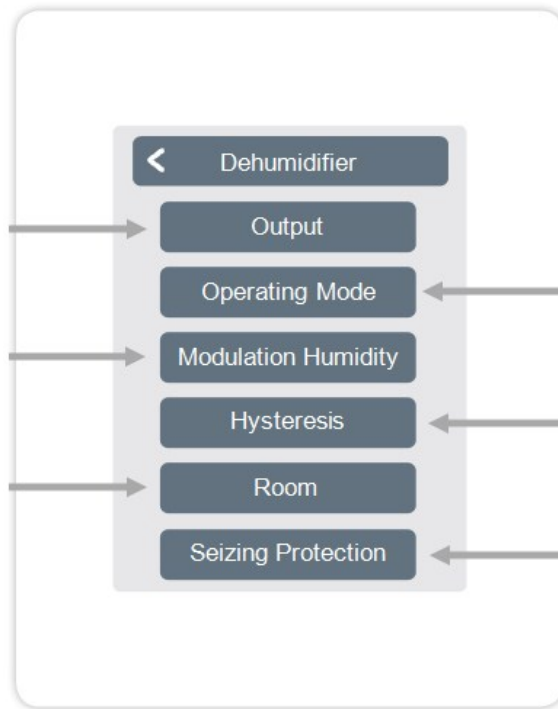 Dehumidifier
Output
Operating Mode
Modulation Humidity
Hysteresis
Room
Seizing Protection